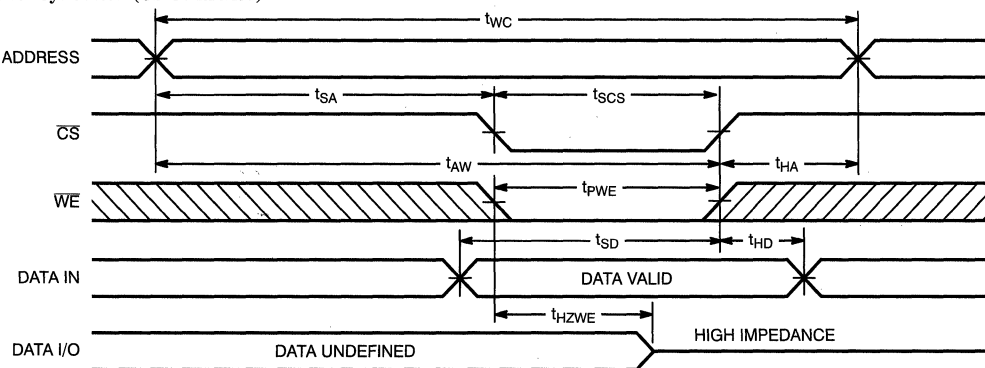 tWC
ADDRESS
tSA
tSCS
CS
tAW
tHA
WE
tPWE
tSD
tHD
DATA IN
DATA VALID
tHZWE
DATA I/O
DATA UNDEFINED
HIGH IMPEDANCE